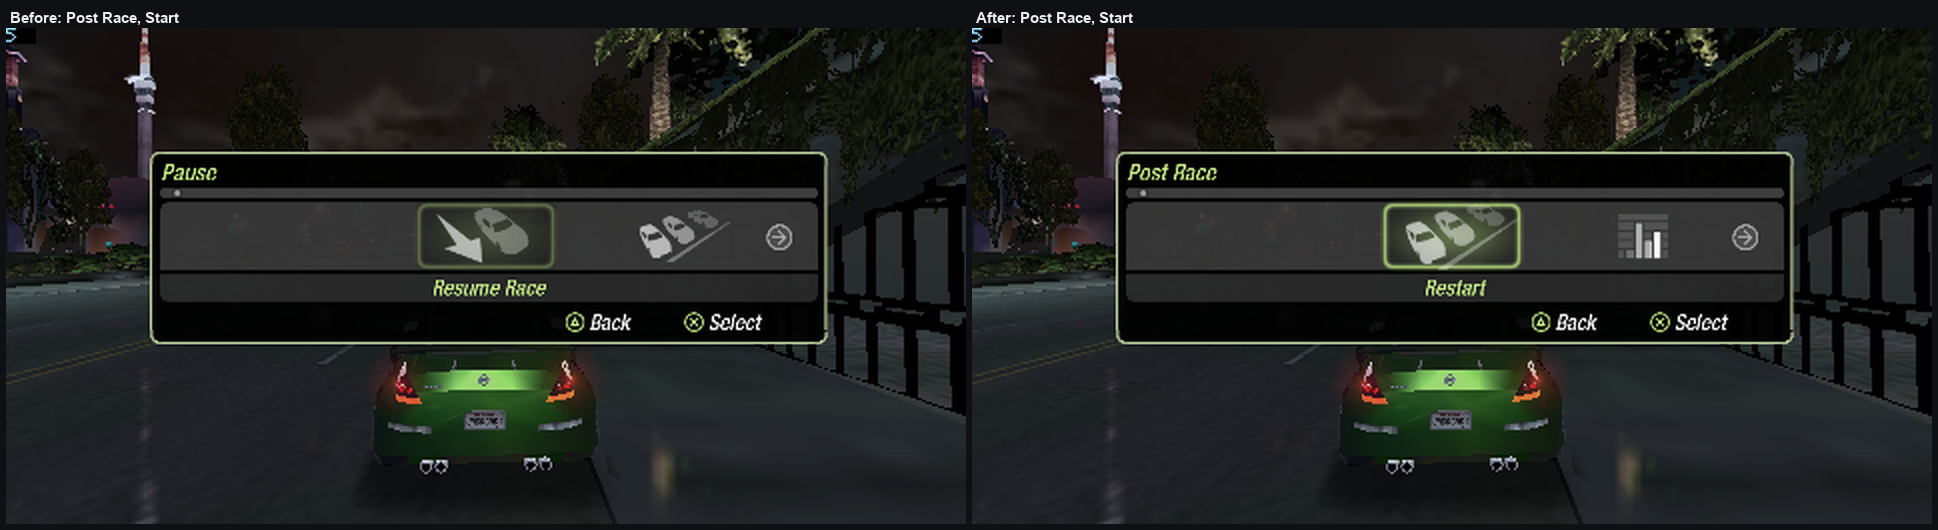 Before: Post Race, Start
5
Pause
Resume Race
Back
Select
After: Post Race, Start
5
Post Race
Restart
Back
Select